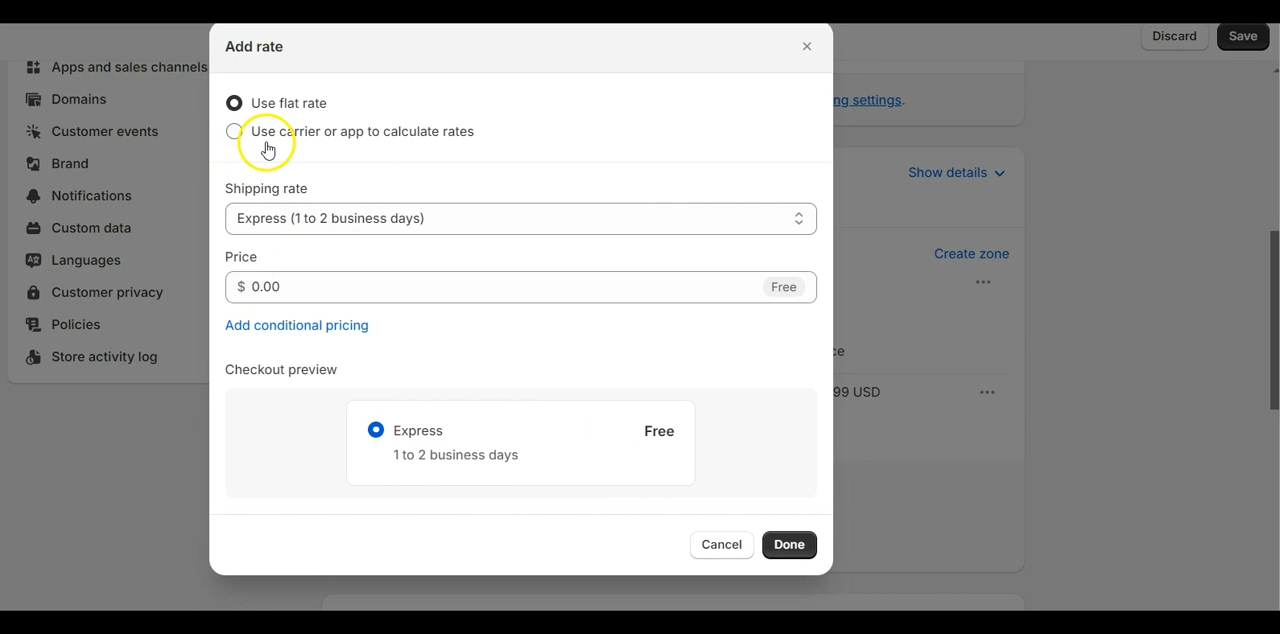 Discard
Save
Add rate
Apps and sales channels
Domains
Customer events
Brand
Notifications
Custom data
Languages
Customer privacy
Policies
Store activity log
Use flat rate
Use carrier or app to calculate rates
Shipping rate
Express (1 to 2 business days)
Price
$ 0.00
Free
Add conditional pricing
Checkout preview
Express
Free
1 to 2 business days
Cancel
Done
ng settings.
Show details
Create zone
ce
99 USD